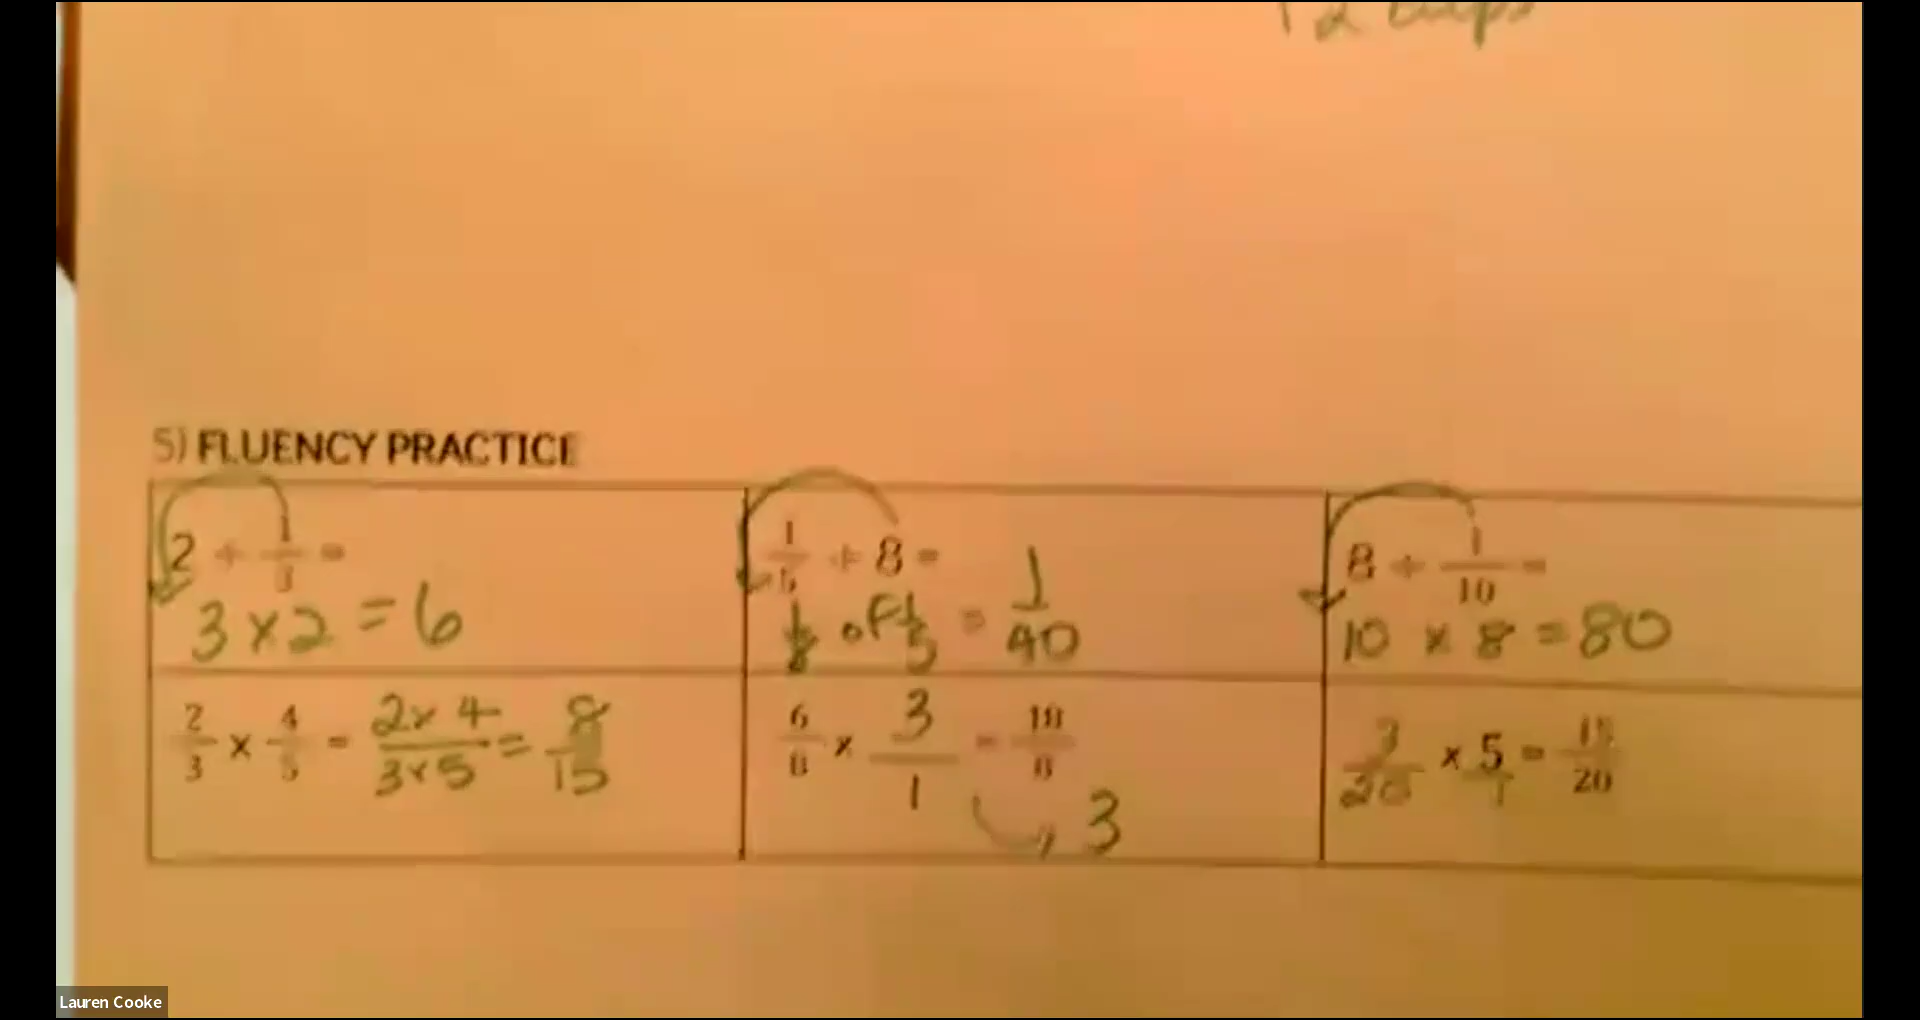 12 cups
5) FLUENCY PRACTICE
2 ÷ 1/3 =
3 x 2 = 6
1/5 ÷ 8 =
1/8 of 1/5 = 1/40
8 ÷ 1/10 =
10 x 8 = 80
2/3 x 4/5 = 2x4/3x5 = 8/15
6/8 x 3/1 = 18/8
, 3
3/20 x 5/1 = 15/20
Lauren Cooke